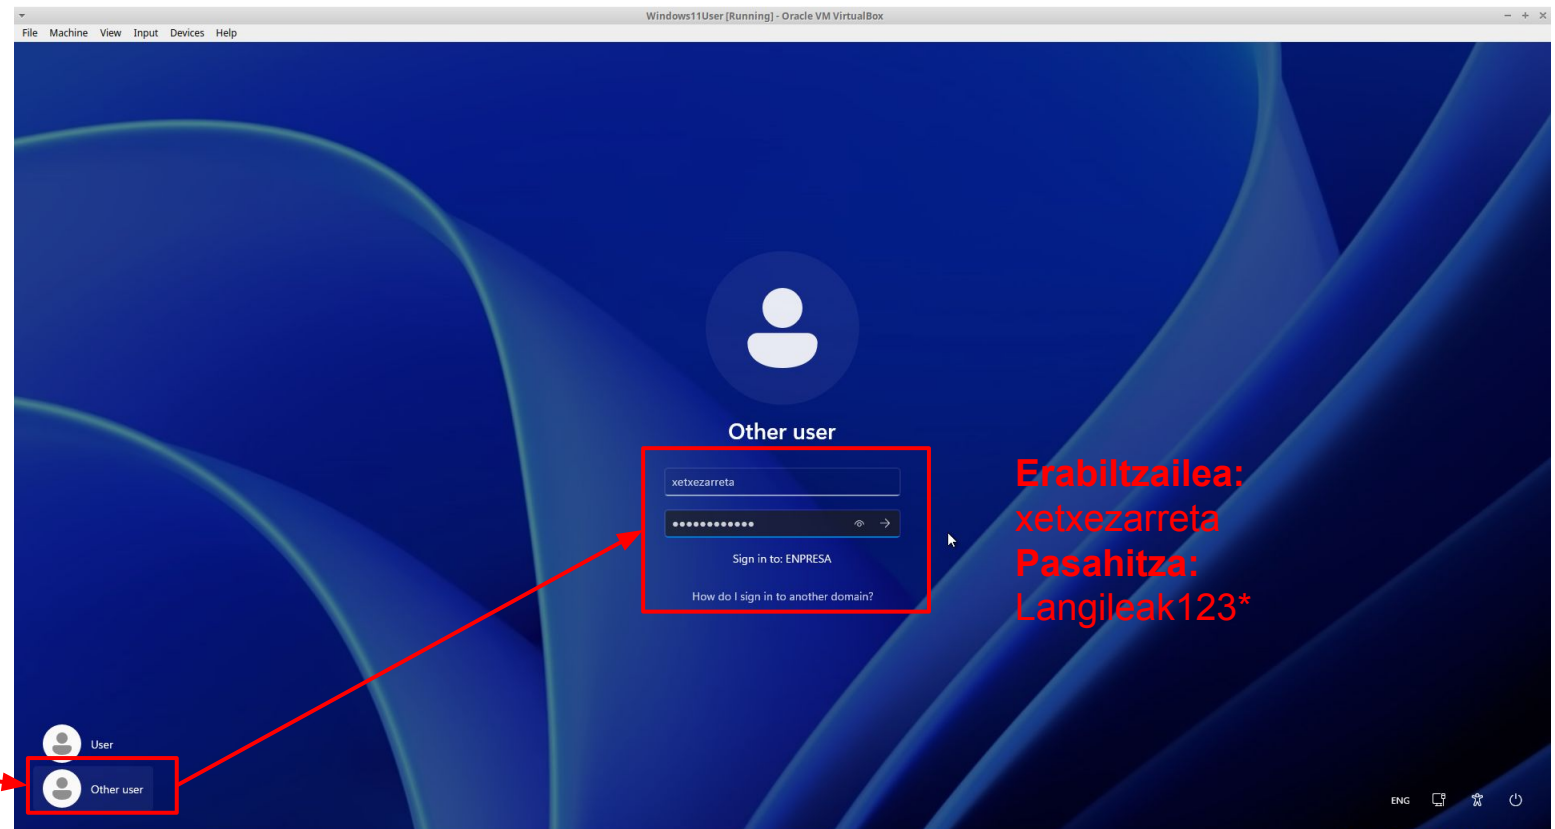 Windows11User [Running] - Oracle VM VirtualBox
File Machine View Input Devices Help
Other user
xetxezarreta
Sign in to: ENPRESA
How do I sign in to another domain?
Erabiltzailea:
xetxezarreta
Pasahitza:
Langileak123*
User
Other user
ENG